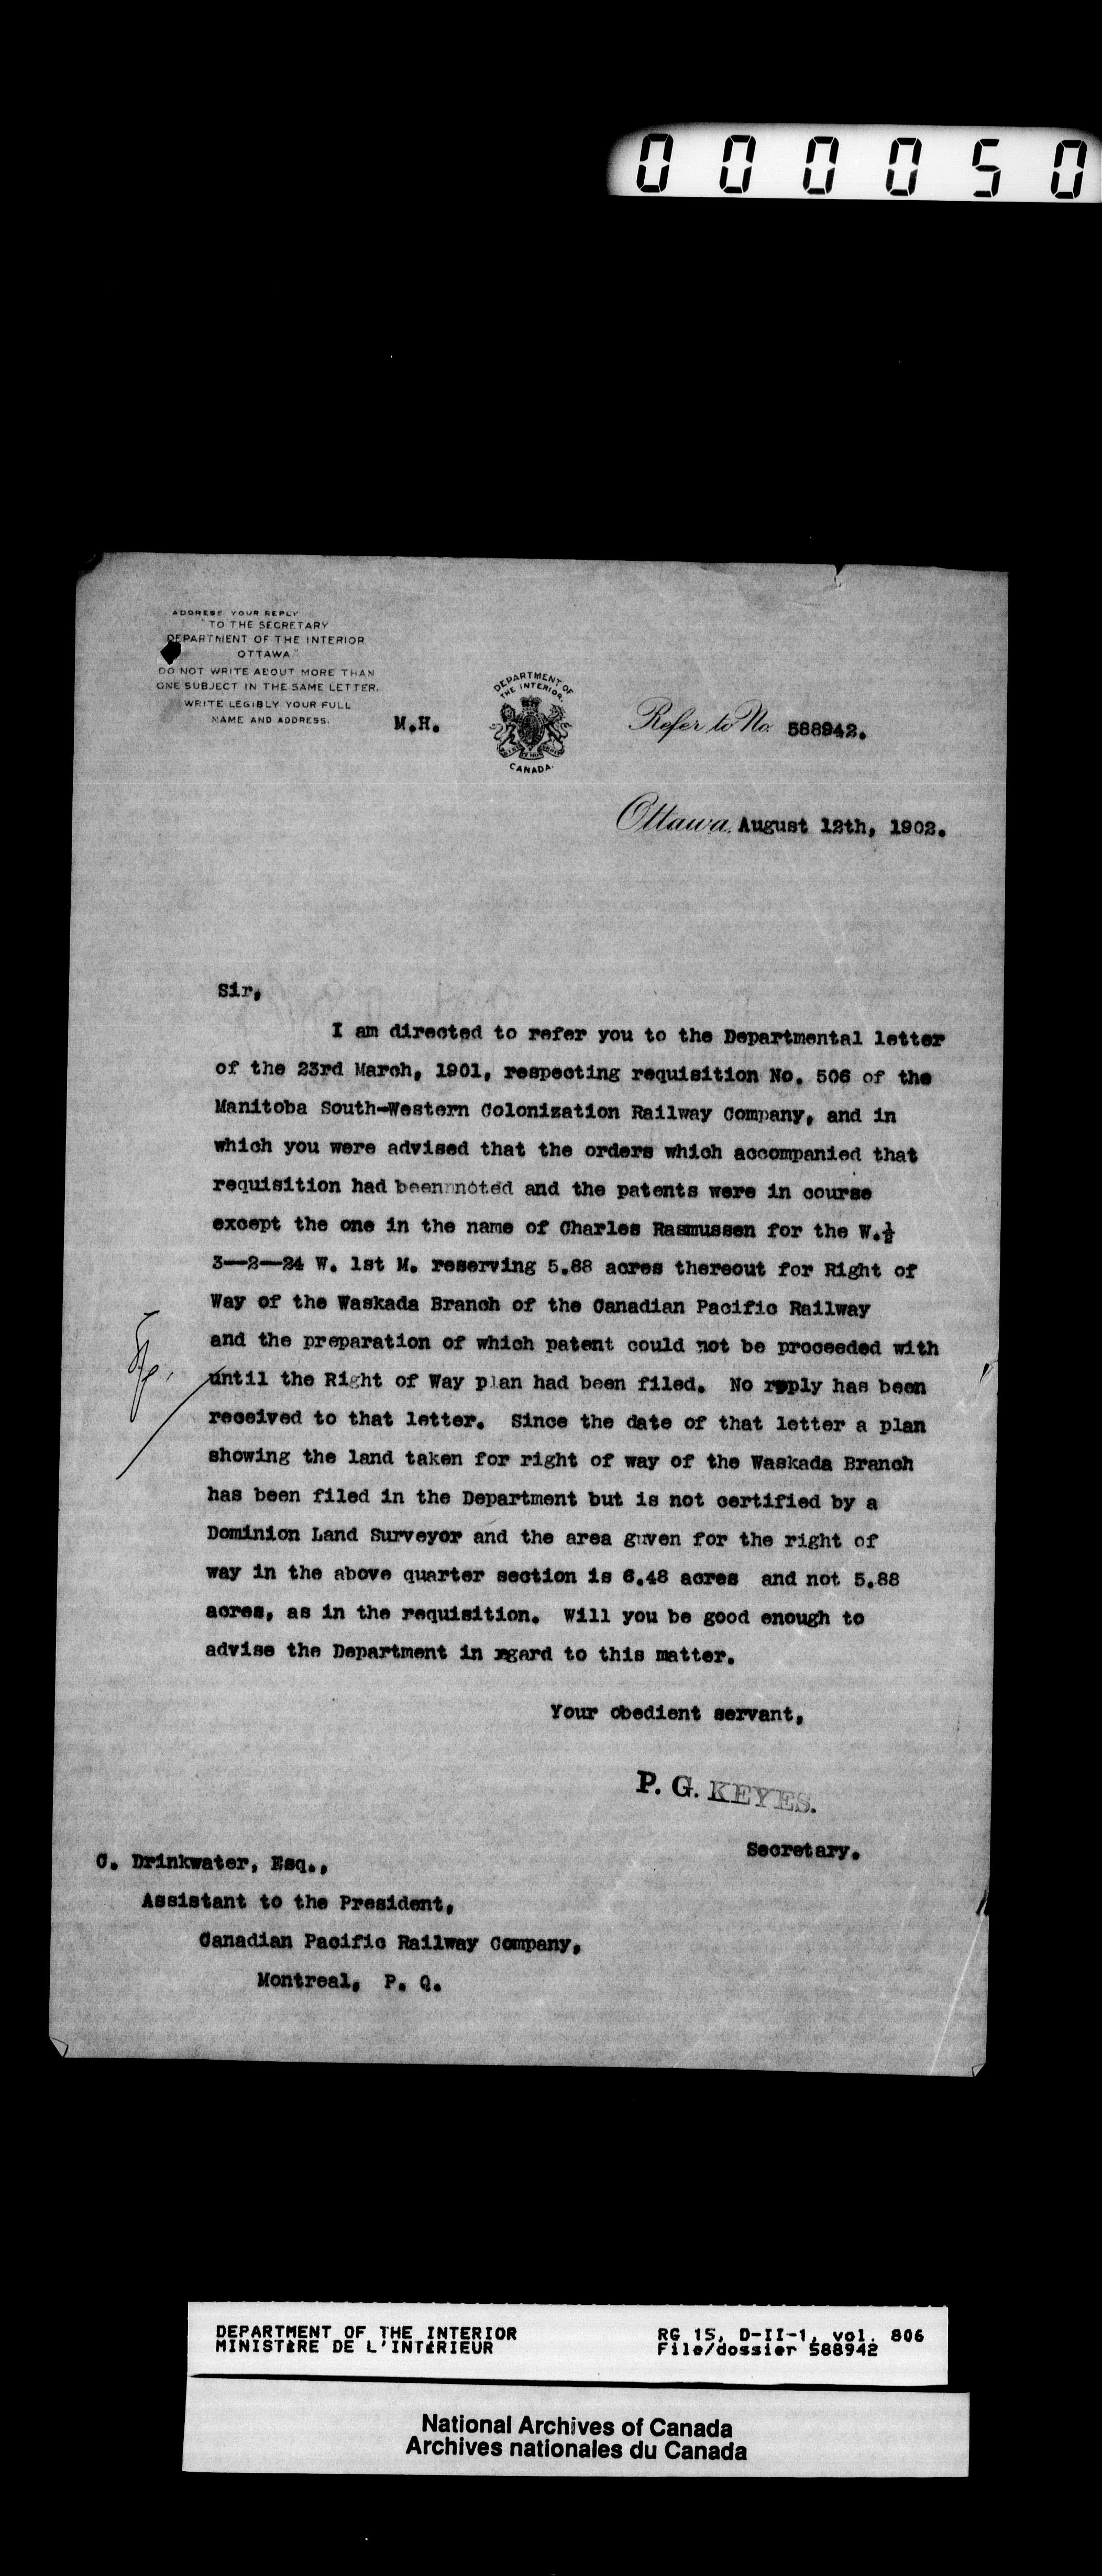 000050
ADDRESS YOUR REPLY
"TO THE SECRETARY
DEPARTMENT OF THE INTERIOR
OTTAWA"
DO NOT WRITE ABOUT MORE THAN
ONE SUBJECT IN THE SAME LETTER.
WRITE LEGIBLY YOUR FULL
NAME AND ADDRESS.
M.H.
DEPARTMENT OF
THE INTERIOR.
CANADA.
Refer to No. 588942.
Ottawa, August 12th, 1902.
Sir,
I am directed to refer you to the Departmental letter
of the 23rd March, 1901, respecting requisition No. 506 of the
Manitoba South-Western Colonization Railway Company, and in
which you were advised that the orders which accompanied that
requisition had been noted and the patents were in course
except the one in the name of Charles Rasmussen for the W.½
3--2--24 W. 1st M. reserving 5.88 acres thereout for Right of
Way of the Waskada Branch of the Canadian Pacific Railway
and the preparation of which patent could not be proceeded with
until the Right of Way plan had been filed. No reply has been
received to that letter. Since the date of that letter a plan
showing the land taken for right of way of the Waskada Branch
has been filed in the Department but is not certified by a
Dominion Land Surveyor and the area given for the right of
way in the above quarter section is 6.48 acres and not 5.88
acres, as in the requisition. Will you be good enough to
advise the Department in rgard to this matter.
Your obedient servant,
P. G. KEYES.
Secretary.
C. Drinkwater, Esq.,
Assistant to the President,
Canadian Pacific Railway Company,
Montreal, P. Q.
DEPARTMENT OF THE INTERIOR
MINISTÈRE DE L'INTÉRIEUR
RG 15, D-II-1, vol. 806
File/dossier 588942
National Archives of Canada
Archives nationales du Canada